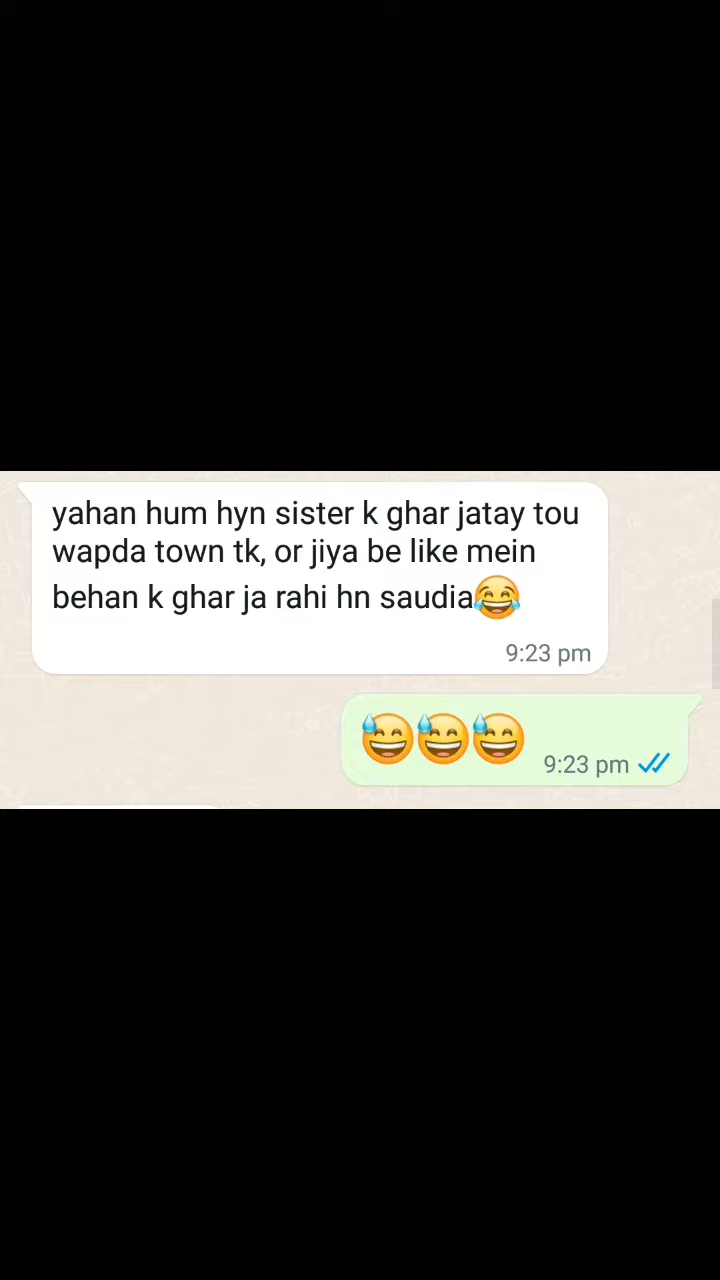 yahan hum hyn sister k ghar jatay tou
wapda town tk, or jiya be like mein
behan k ghar ja rahi hn saudia😂
9:23 pm
😅😅😅 9:23 pm